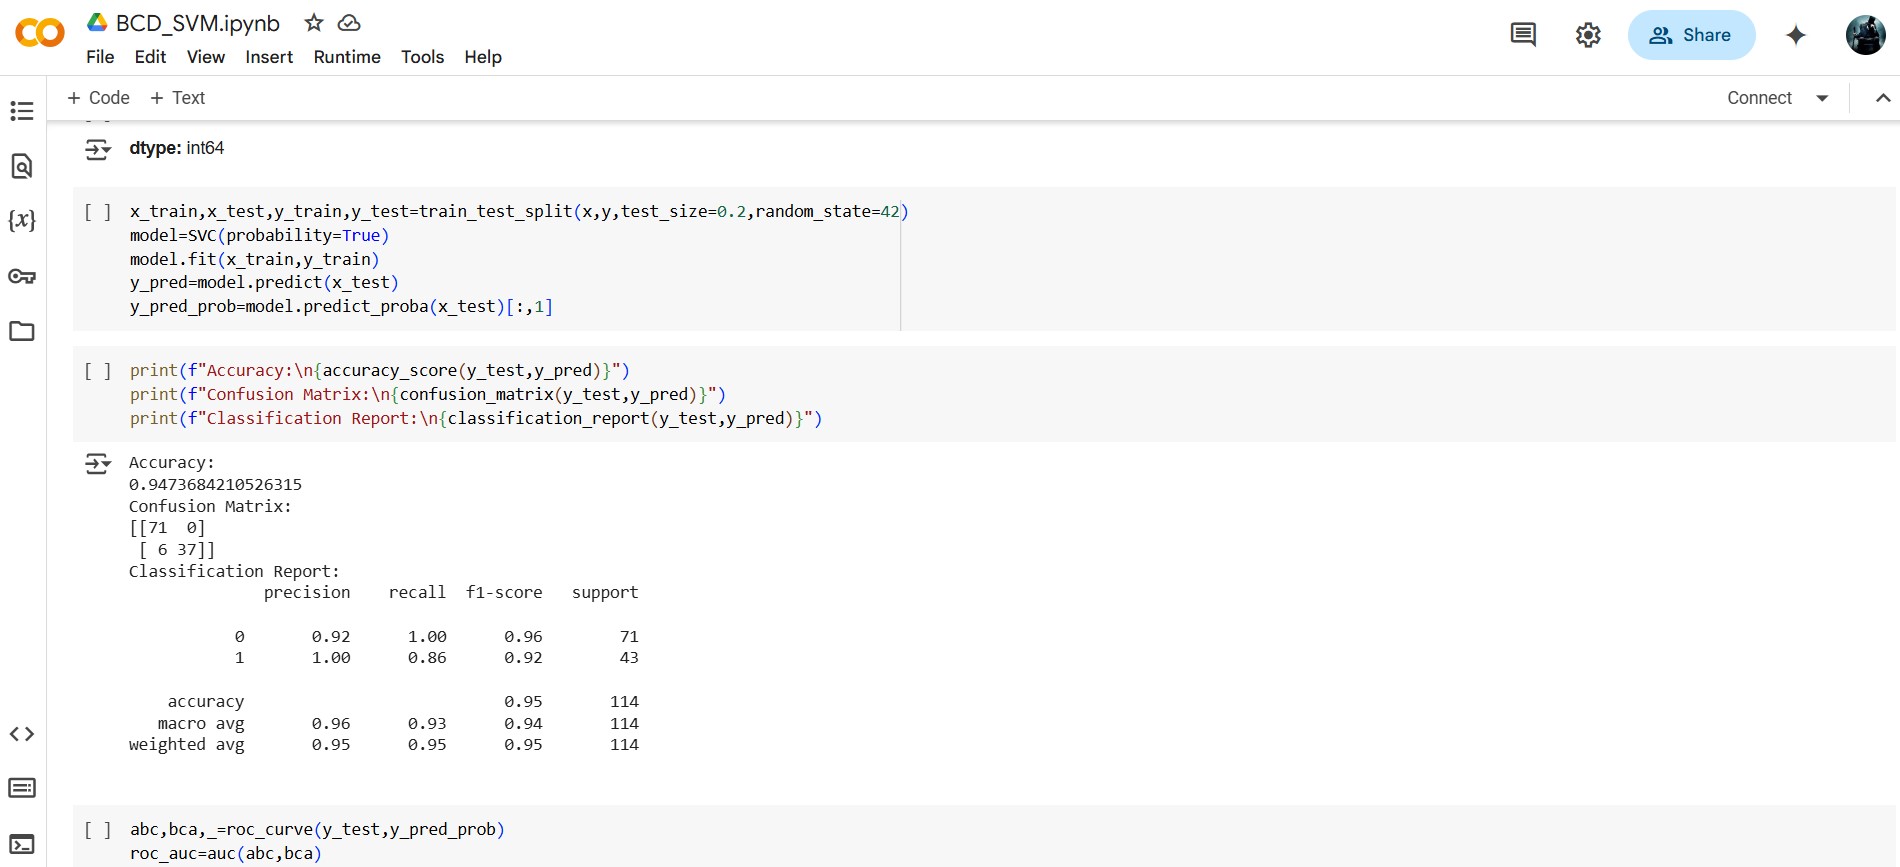 BCD_SVM.ipynb
File Edit View Insert Runtime Tools Help
Share
+ Code + Text
Connect
{x}
dtype: int64
[ ] x_train,x_test,y_train,y_test=train_test_split(x,y,test_size=0.2,random_state=42)
model=SVC(probability=True)
model.fit(x_train,y_train)
y_pred=model.predict(x_test)
y_pred_prob=model.predict_proba(x_test)[:,1]
[ ] print(f"Accuracy:\n{accuracy_score(y_test,y_pred)}")
print(f"Confusion Matrix:\n{confusion_matrix(y_test,y_pred)}")
print(f"Classification Report:\n{classification_report(y_test,y_pred)}")
Accuracy:
0.9473684210526315
Confusion Matrix:
[[71  0]
 [ 6 37]]
Classification Report:
              precision    recall  f1-score   support
           0       0.92      1.00      0.96        71
           1       1.00      0.86      0.92        43
    accuracy                           0.95       114
   macro avg       0.96      0.93      0.94       114
weighted avg       0.95      0.95      0.95       114
[ ] abc,bca,_=roc_curve(y_test,y_pred_prob)
roc_auc=auc(abc,bca)